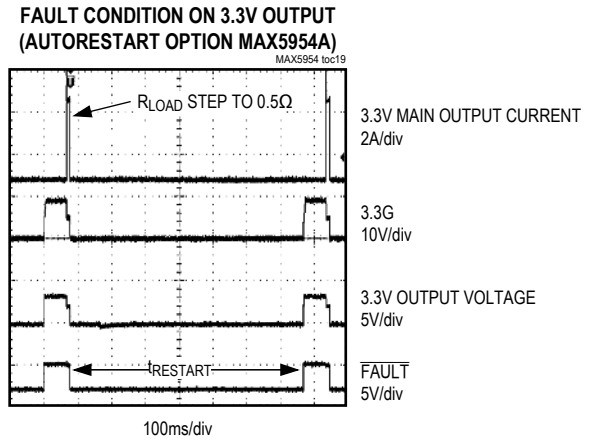 FAULT CONDITION ON 3.3V OUTPUT
(AUTORESTART OPTION MAX5954A)
MAX5954 toc19
RLOAD STEP TO 0.5Ω
3.3V MAIN OUTPUT CURRENT
2A/div
3.3G
10V/div
3.3V OUTPUT VOLTAGE
5V/div
tRESTART
FAULT
5V/div
100ms/div